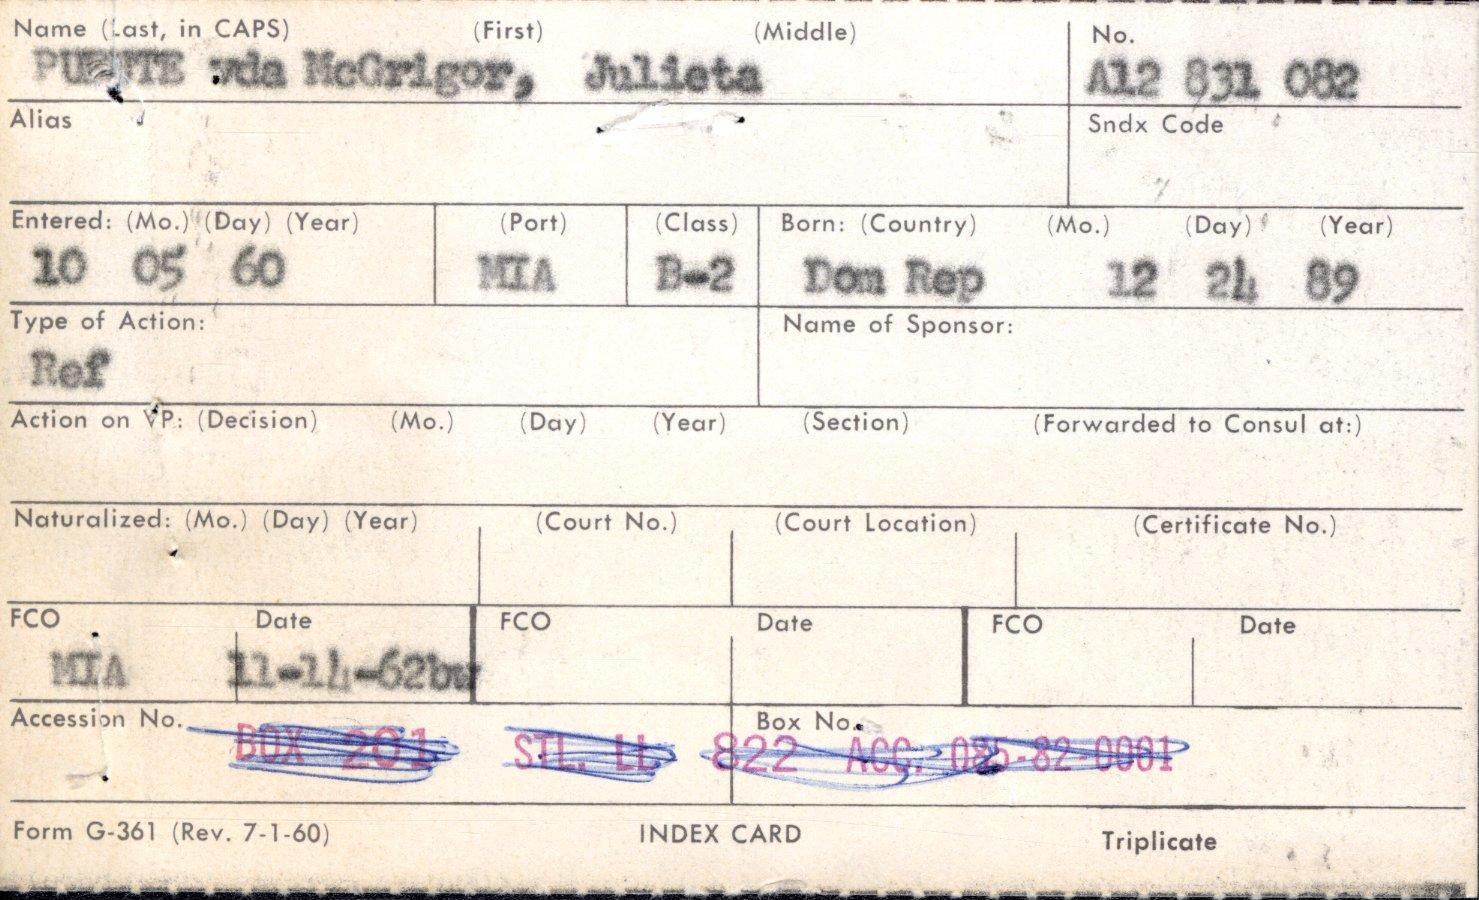 Name (Last, in CAPS) (First) (Middle) No.
PUENTE vda McGrigor, Julieta A12 831 082
Alias Sndx Code
Entered: (Mo.) (Day) (Year) (Port) (Class) Born: (Country) (Mo.) (Day) (Year)
10 05 60 MIA B-2 Dom Rep 12 24 89
Type of Action: Name of Sponsor:
Ref
Action on VP: (Decision) (Mo.) (Day) (Year) (Section) (Forwarded to Consul at:)
Naturalized: (Mo.) (Day) (Year) (Court No.) (Court Location) (Certificate No.)
FCO Date FCO Date FCO Date
MIA 11-14-62bw
Accession No. Box No.
BOX 201 STL. LL 822 ACC. 085-82-0001
Form G-361 (Rev. 7-1-60) INDEX CARD Triplicate